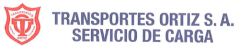 TRANSPORTES ORTIZ S. A.
SERVICIO DE CARGA